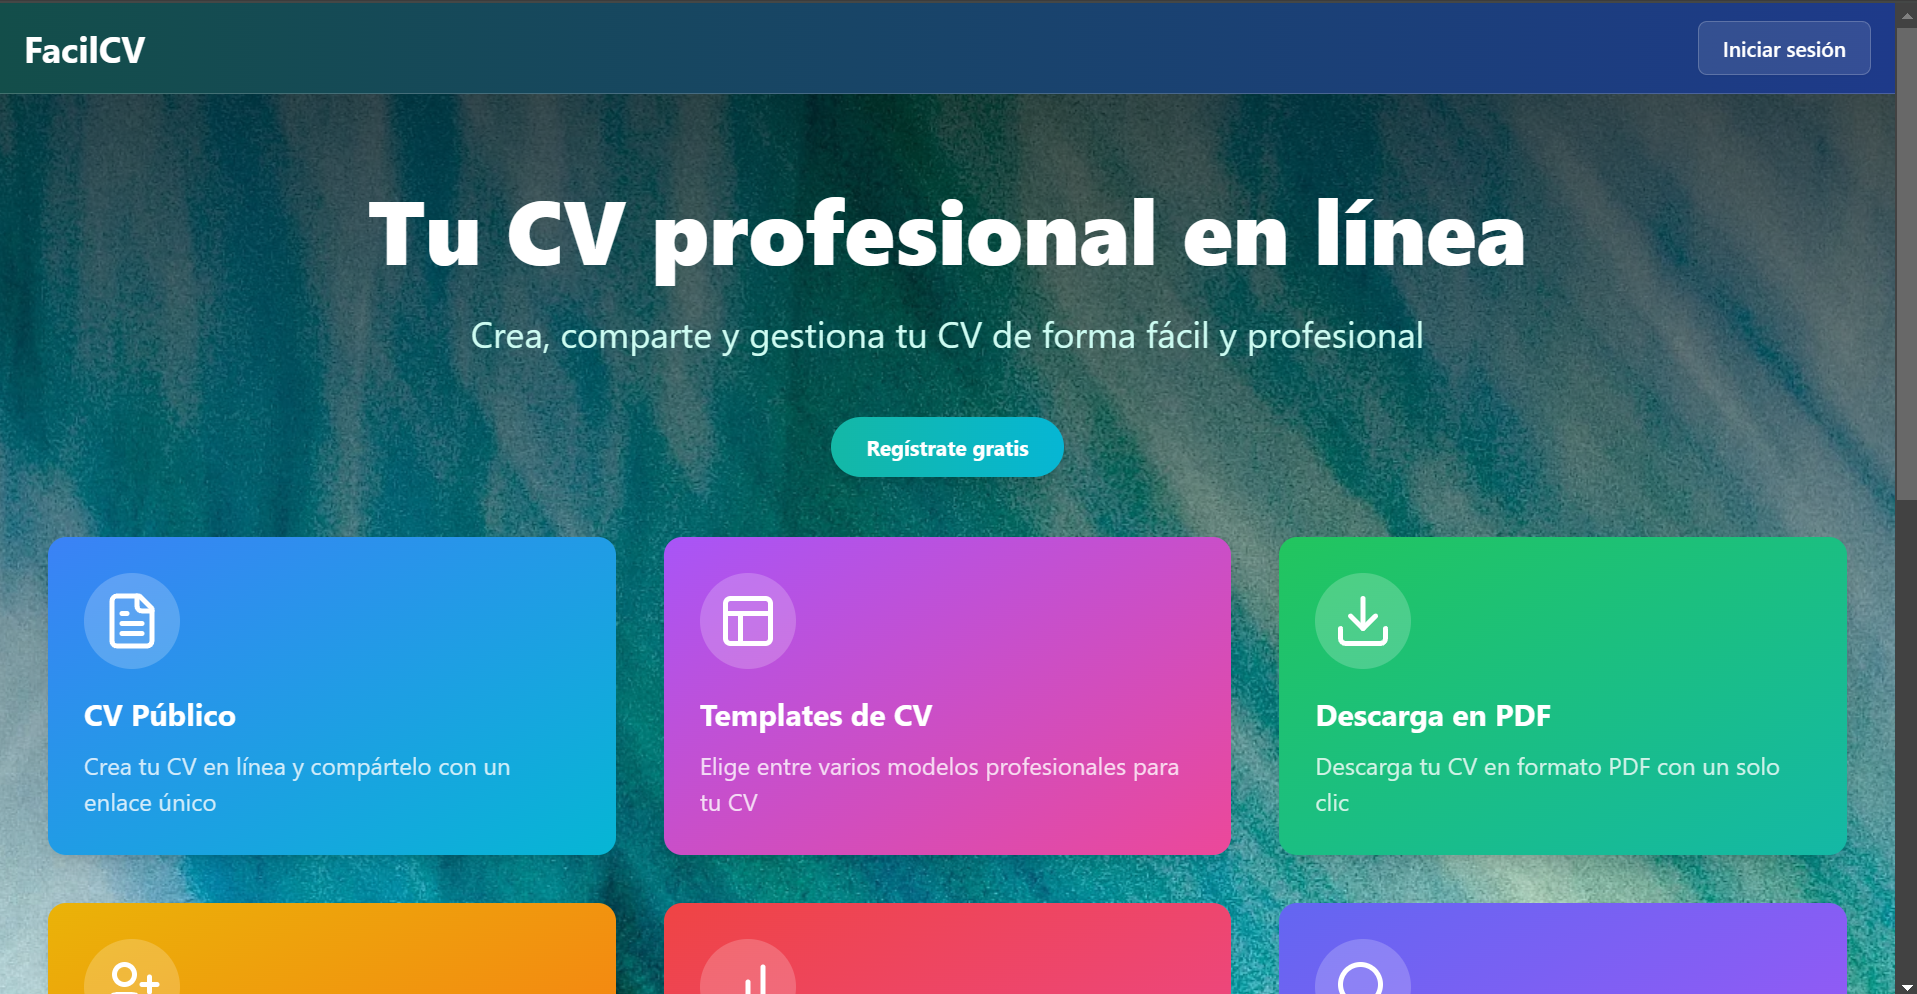 FacilCV
Iniciar sesión
Tu CV profesional en línea
Crea, comparte y gestiona tu CV de forma fácil y profesional
Regístrate gratis
CV Público
Crea tu CV en línea y compártelo con un
enlace único
Templates de CV
Elige entre varios modelos profesionales para
tu CV
Descarga en PDF
Descarga tu CV en formato PDF con un solo
clic